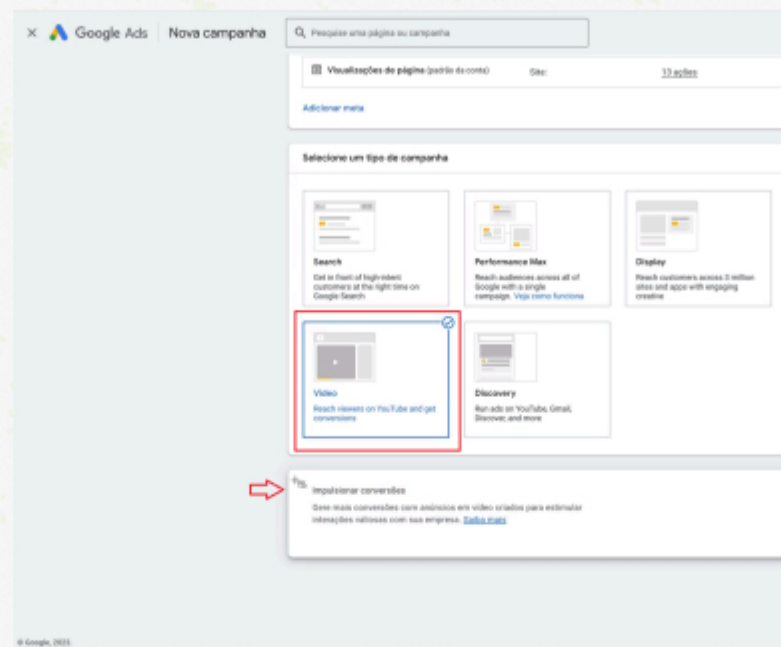 Google Ads
Nova campanha
Pesquise uma página ou campanha
Visualizações de página (padrão da conta)
Site:
13 ações
Adicionar meta
Selecione um tipo de campanha
Search
Get in front of high-intent
customers at the right time on
Google Search
Performance Max
Reach audiences across all of
Google with a single
campaign. Veja como funciona
Display
Reach customers across 3 million
sites and apps with engaging
creative
Video
Reach viewers on YouTube and get
conversions
Discovery
Run ads on YouTube, Gmail,
Discover, and more
Impulsionar conversões
Gere mais conversões com anúncios em vídeo criados para estimular
interações valiosas com sua empresa. Saiba mais
© Google, 2023.